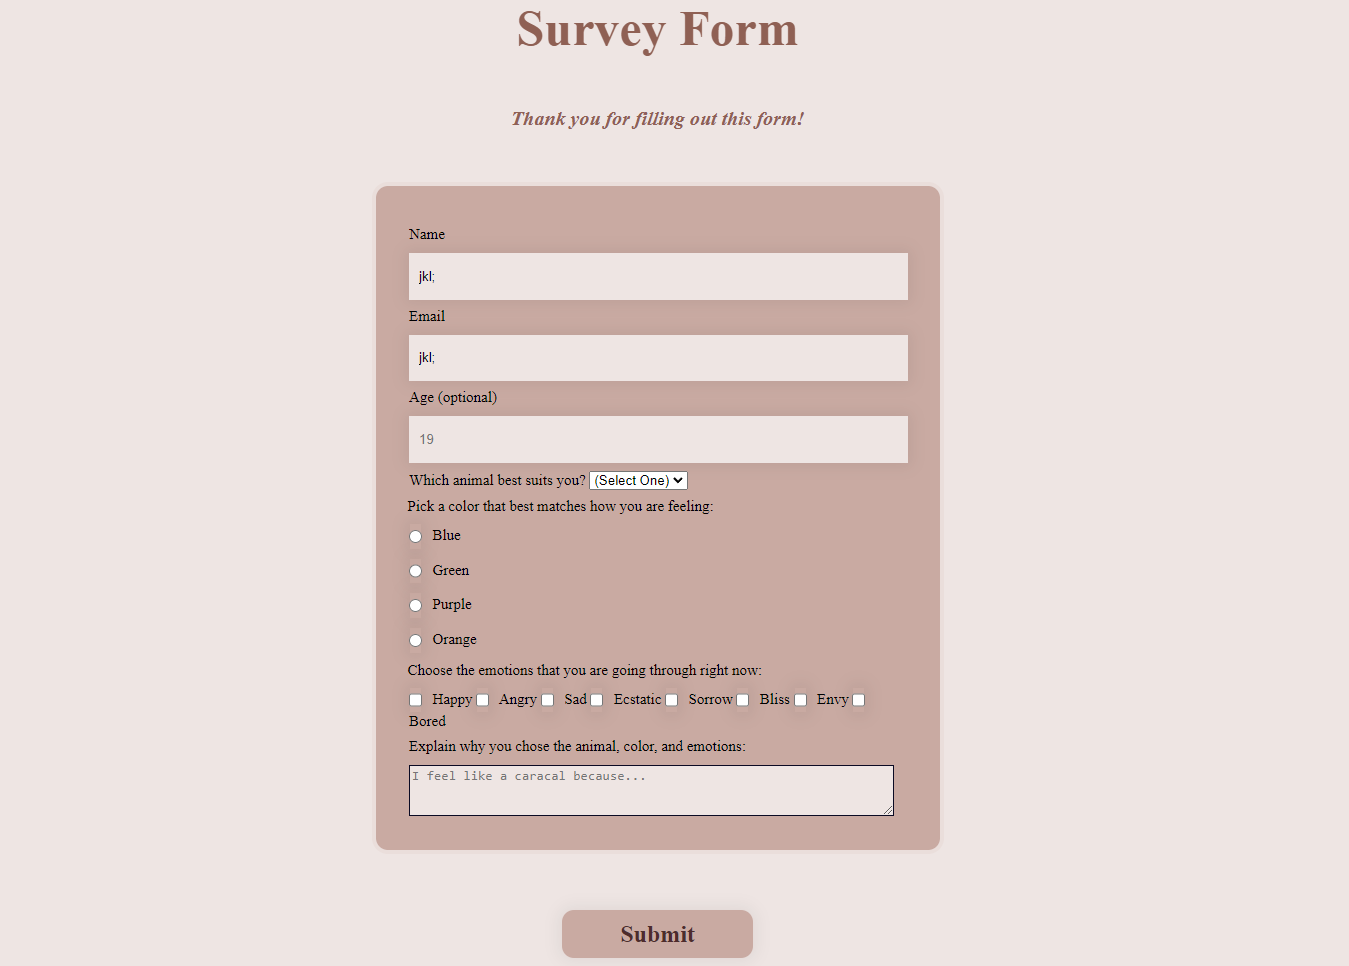 Survey Form
Thank you for filling out this form!
Name
jkl;
Email
jkl;
Age (optional)
19
Which animal best suits you? (Select One)
Pick a color that best matches how you are feeling:
Blue
Green
Purple
Orange
Choose the emotions that you are going through right now:
Happy Angry Sad Ecstatic Sorrow Bliss Envy
Bored
Explain why you chose the animal, color, and emotions:
I feel like a caracal because...
Submit